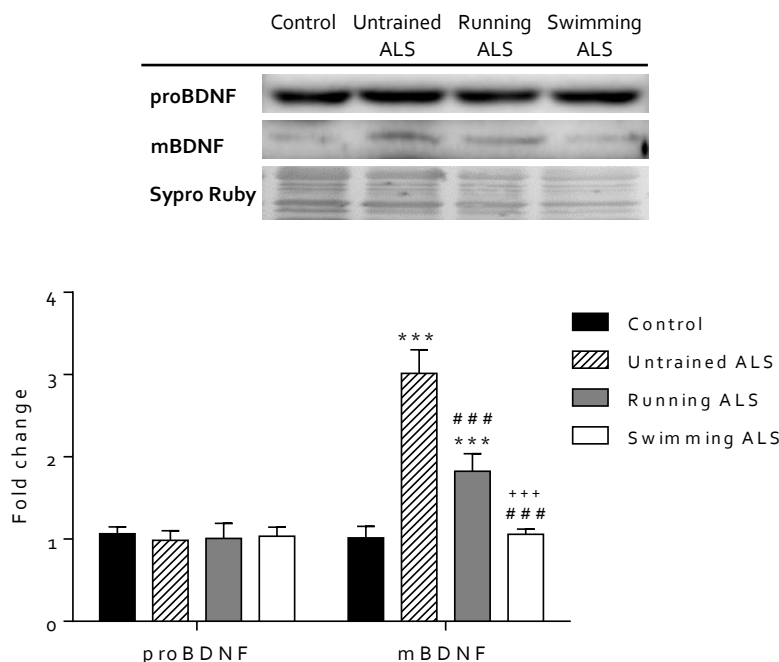 Control Untrained ALS Running ALS Swimming ALS
proBDNF
mBDNF
Sypro Ruby
Fold change
4
3
2
1
0
***
###
***
+++
###
proBDNF mBDNF
Control
Untrained ALS
Running ALS
Swimming ALS